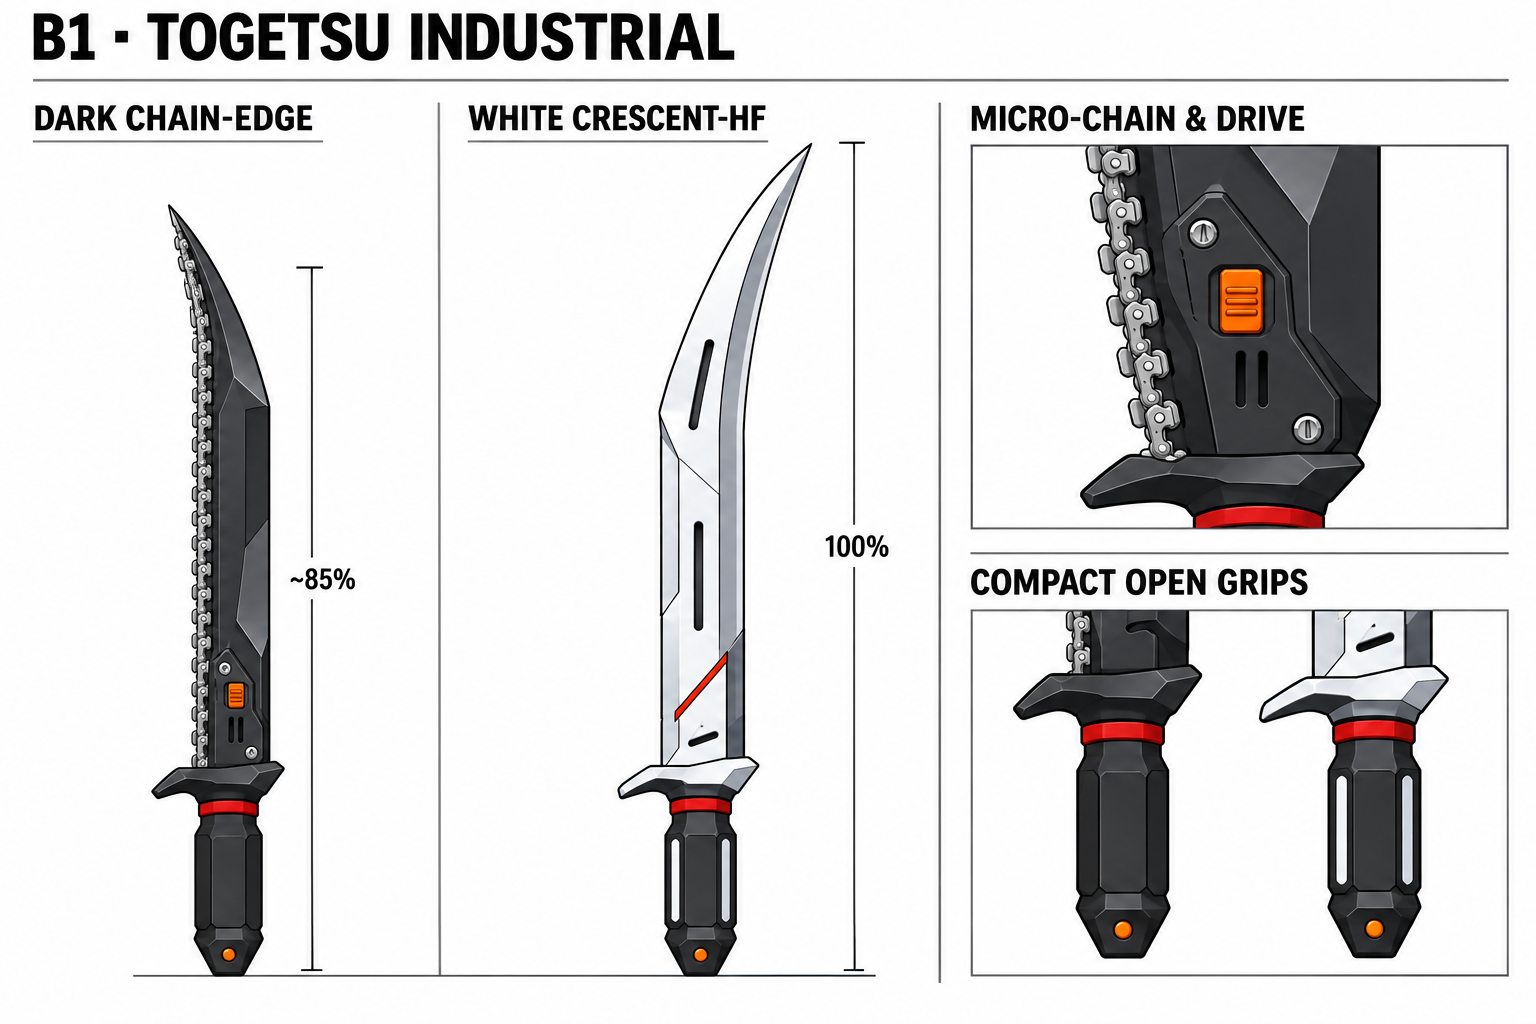 B1 · TOGETSU INDUSTRIAL
DARK CHAIN-EDGE
~85%
WHITE CRESCENT-HF
100%
MICRO-CHAIN & DRIVE
COMPACT OPEN GRIPS